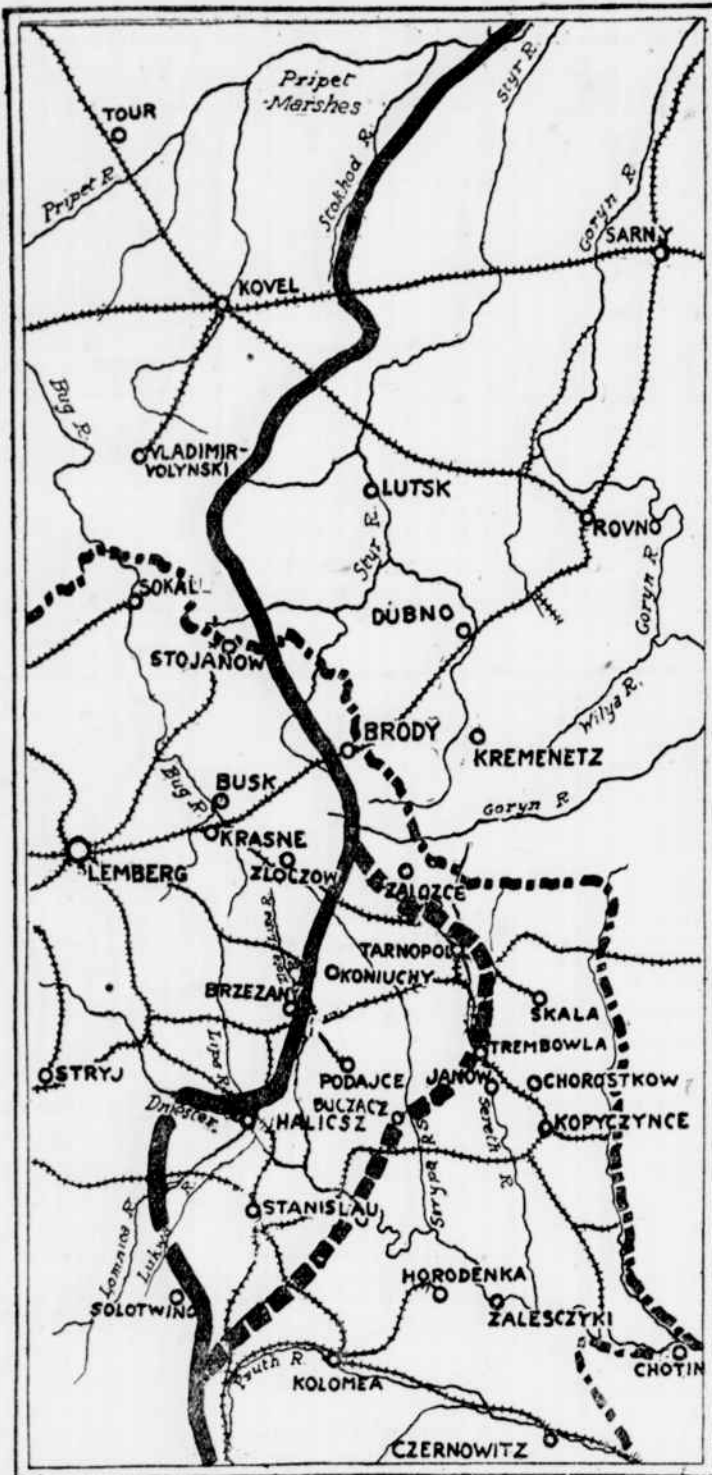 Pripet
Marshes
Styr R.
TOUR
Stokhod R.
Goryn R
Pripet R.
SARNY
KOVEL
Bug R.
VLADIMIR-
VOLYNSKI
LUTSK
ROVNO
Styr R.
SOKAL
DUBNO
Goryn R
STOJANOW
Wilya R.
BRODY
KREMENETZ
BUSK
Bug R
Goryn R
KRASNE
LEMBERG
ZLOCZOW
ZALOZCE
Lipa R.
TARNOPOL
KONIUCHY
BRZEZANY
SKALA
Lipa R.
TREMBOWLA
STRYJ
PODAJCE
JANOW
CHOROSTKOW
BUCZACZ
Dniester
HALICSZ
Sereth R
KOPYCZYNCE
Strypa R
STANISLAU
Lomnica R
HORODENKA
SOLOTWINO
ZALESCZYKI
Pyuth R.
KOLOMEA
CHOTIN
CZERNOWITZ